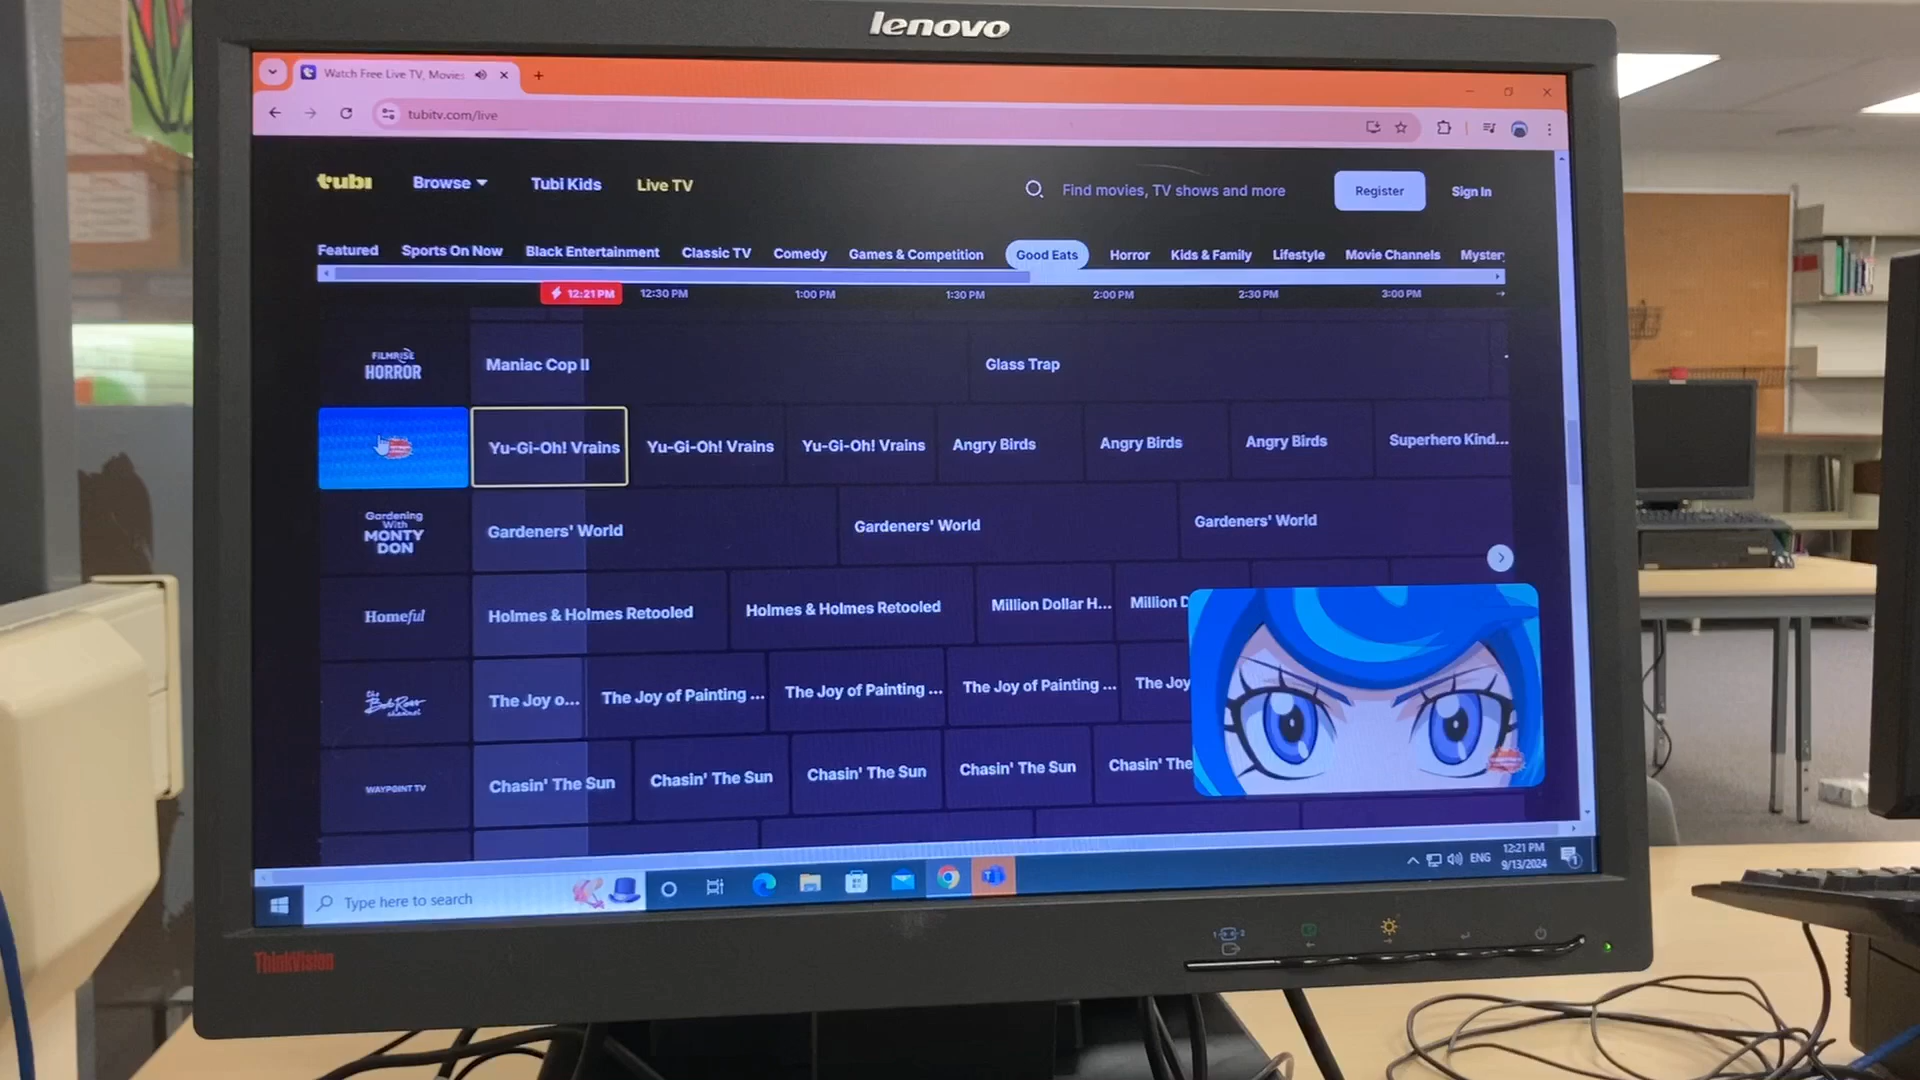 lenovo
Watch Free Live TV, Movies
tubitv.com/live
tubi
Browse
Tubi Kids
Live TV
Find movies, TV shows and more
Register
Sign In
Featured
Sports On Now
Black Entertainment
Classic TV
Comedy
Games & Competition
Good Eats
Horror
Kids & Family
Lifestyle
Movie Channels
Mystery
12:21 PM
12:30 PM
1:00 PM
1:30 PM
2:00 PM
2:30 PM
3:00 PM
FILMRISE
HORROR
Maniac Cop II
Glass Trap
Yu-Gi-Oh! Vrains
Yu-Gi-Oh! Vrains
Yu-Gi-Oh! Vrains
Angry Birds
Angry Birds
Angry Birds
Superhero Kind...
Gardening
With
MONTY
DON
Gardeners' World
Gardeners' World
Gardeners' World
Homeful
Holmes & Holmes Retooled
Holmes & Holmes Retooled
Million Dollar H...
Million D
the
Bob Ross
channel
The Joy o...
The Joy of Painting ...
The Joy of Painting ...
The Joy of Painting ...
The Joy
WAYPOINT TV
Chasin' The Sun
Chasin' The Sun
Chasin' The Sun
Chasin' The Sun
Chasin' The
Type here to search
ENG
12:21 PM
9/13/2024
1
ThinkVision